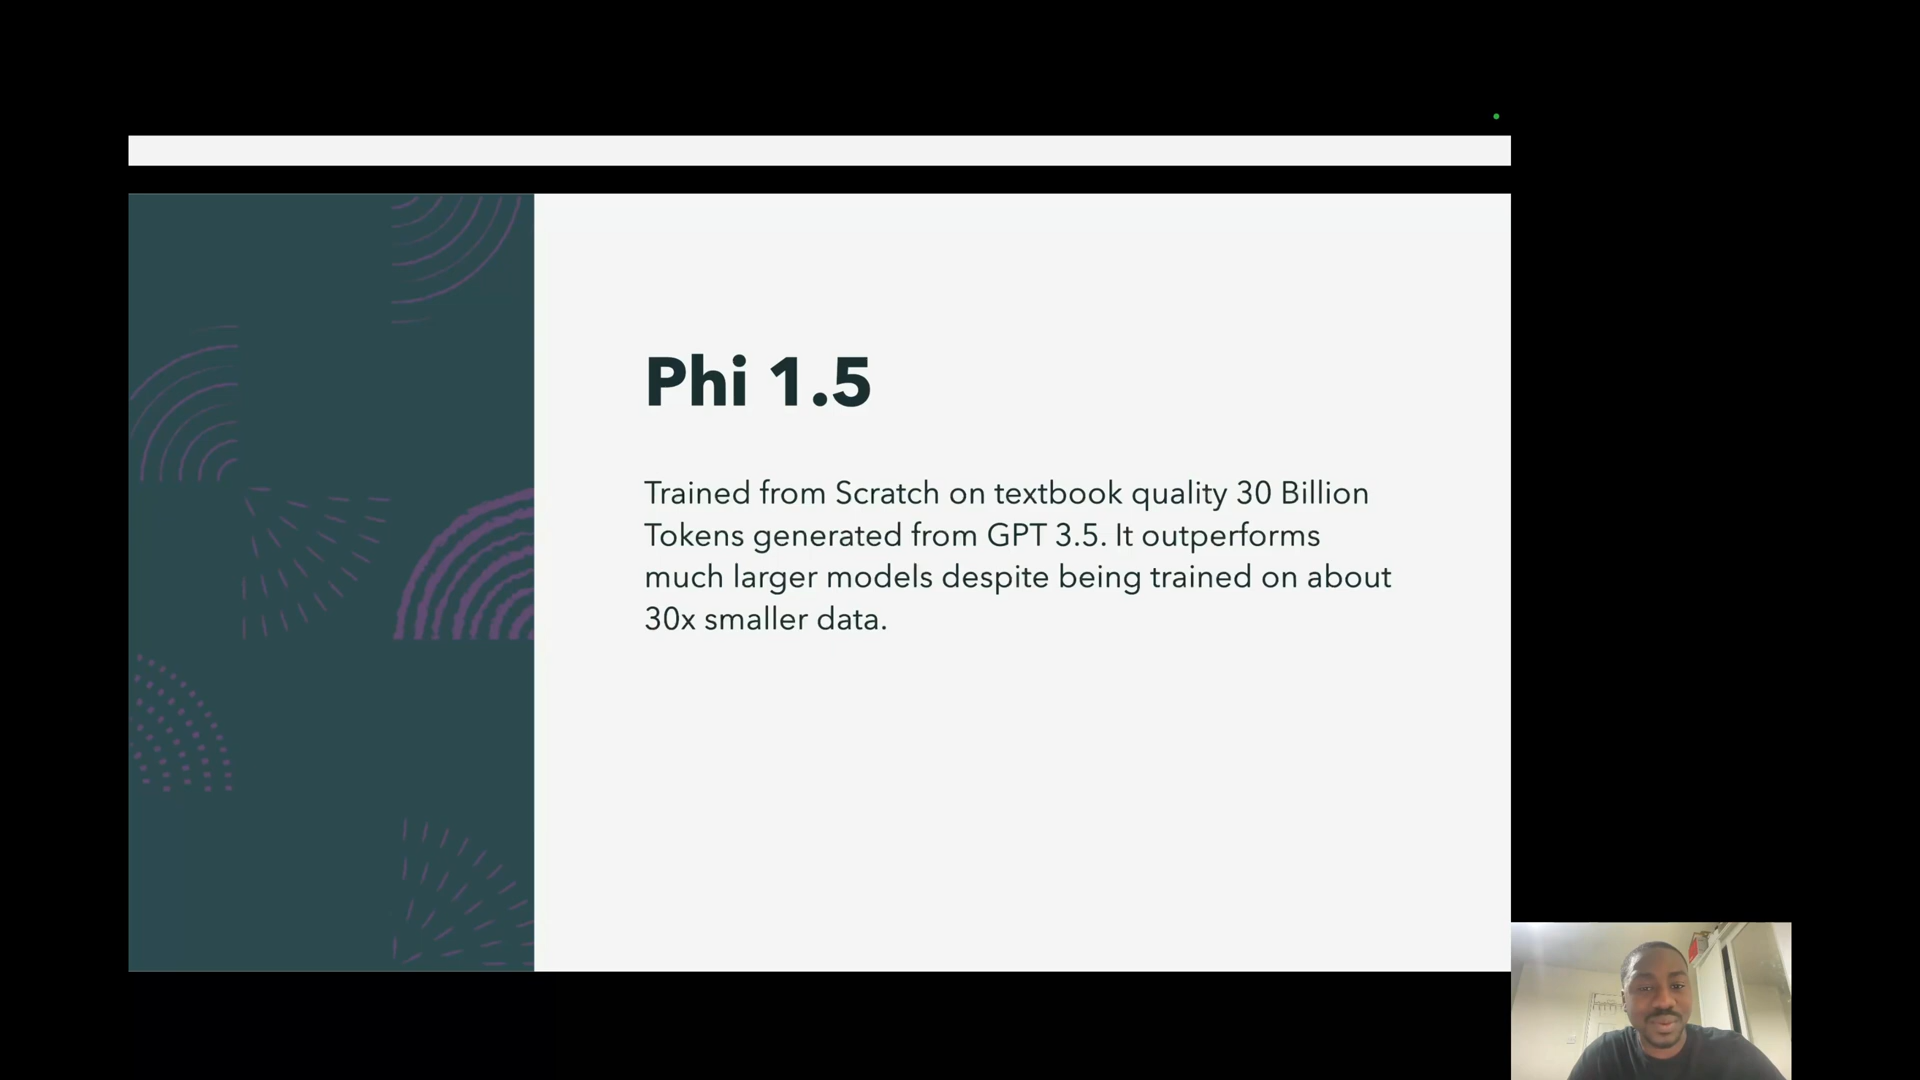 Phi 1.5
Trained from Scratch on textbook quality 30 Billion
Tokens generated from GPT 3.5. It outperforms
much larger models despite being trained on about
30x smaller data.